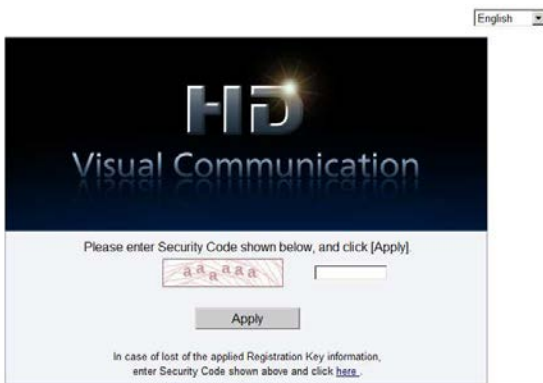 English
HD
Visual Communication
Please enter Security Code shown below, and click [Apply].
aaaaaa
Apply
In case of lost of the applied Registration Key information,
enter Security Code shown above and click here .